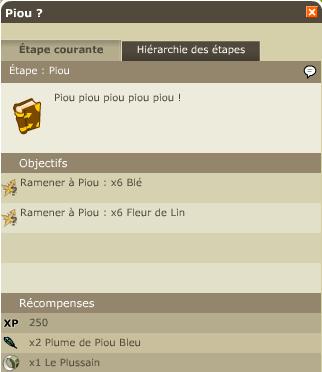 Piou ?
Étape courante
Hiérarchie des étapes
Étape : Piou
Piou piou piou piou piou !
Objectifs
Ramener à Piou : x6 Blé
Ramener à Piou : x6 Fleur de Lin
Récompenses
XP 250
x2 Plume de Piou Bleu
x1 Le Plussain